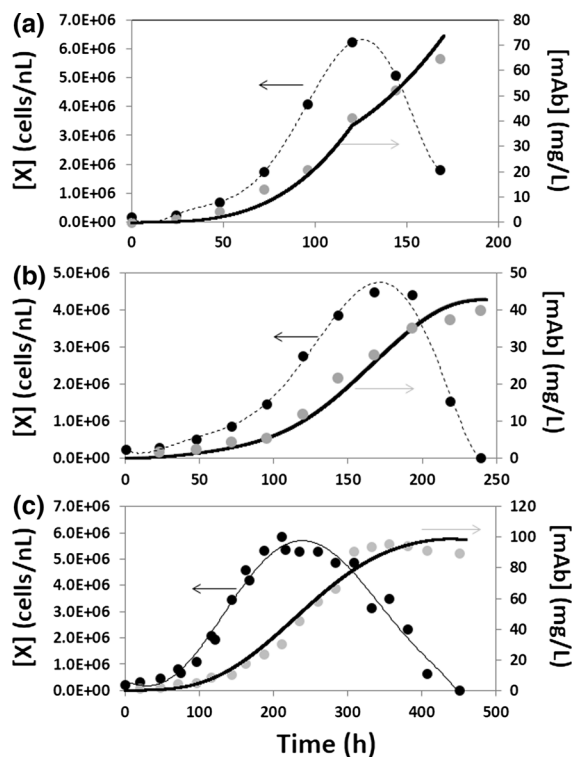 (a)
7.0E+06
6.0E+06
5.0E+06
4.0E+06
3.0E+06
2.0E+06
1.0E+06
0.0E+00
[X] (cells/nL)
80
70
60
50
40
30
20
10
0
[mAb] (mg/L)
0 50 100 150 200
(b)
5.0E+06
4.0E+06
3.0E+06
2.0E+06
1.0E+06
0.0E+00
[X] (cells/nL)
50
40
30
20
10
0
[mAb] (mg/L)
0 50 100 150 200 250
(c)
7.0E+06
6.0E+06
5.0E+06
4.0E+06
3.0E+06
2.0E+06
1.0E+06
0.0E+00
[X] (cells/nL)
120
100
80
60
40
20
0
[mAb] (mg/L)
0 100 200 300 400 500
Time (h)